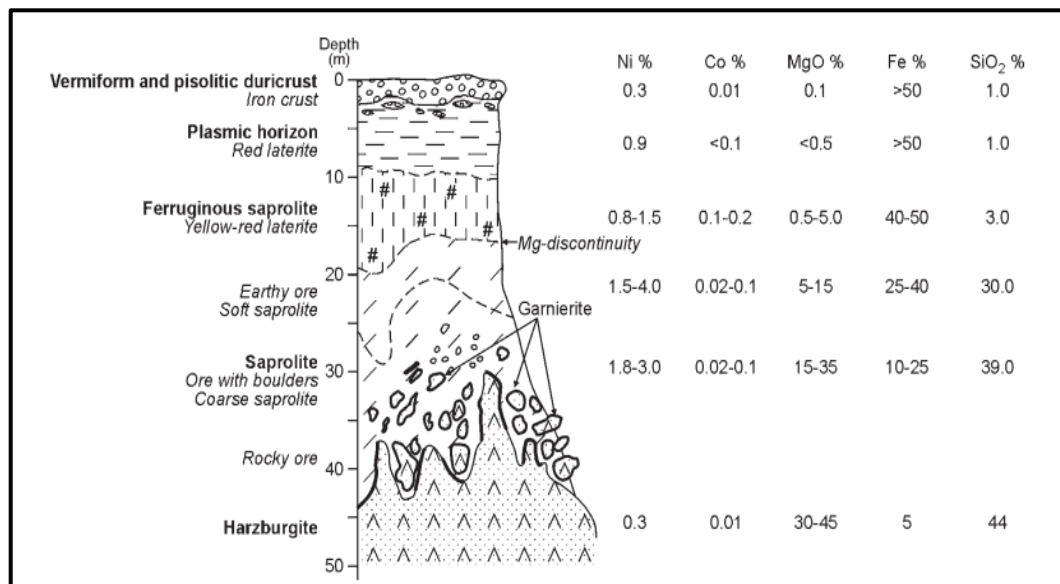 Depth
(m)
Ni %
Co %
MgO %
Fe %
SiO₂ %
Vermiform and pisolitic duricrust
Iron crust
0
0.3
0.01
0.1
>50
1.0
Plasmic horizon
Red laterite
0.9
<0.1
<0.5
>50
1.0
10
Ferruginous saprolite
Yellow-red laterite
#
#
#
#
#
0.8-1.5
0.1-0.2
0.5-5.0
40-50
3.0
Mg-discontinuity
20
Earthy ore
Soft saprolite
1.5-4.0
0.02-0.1
5-15
25-40
30.0
Garnierite
Saprolite
Ore with boulders
Coarse saprolite
30
1.8-3.0
0.02-0.1
15-35
10-25
39.0
Rocky ore
40
Harzburgite
0.3
0.01
30-45
5
44
50